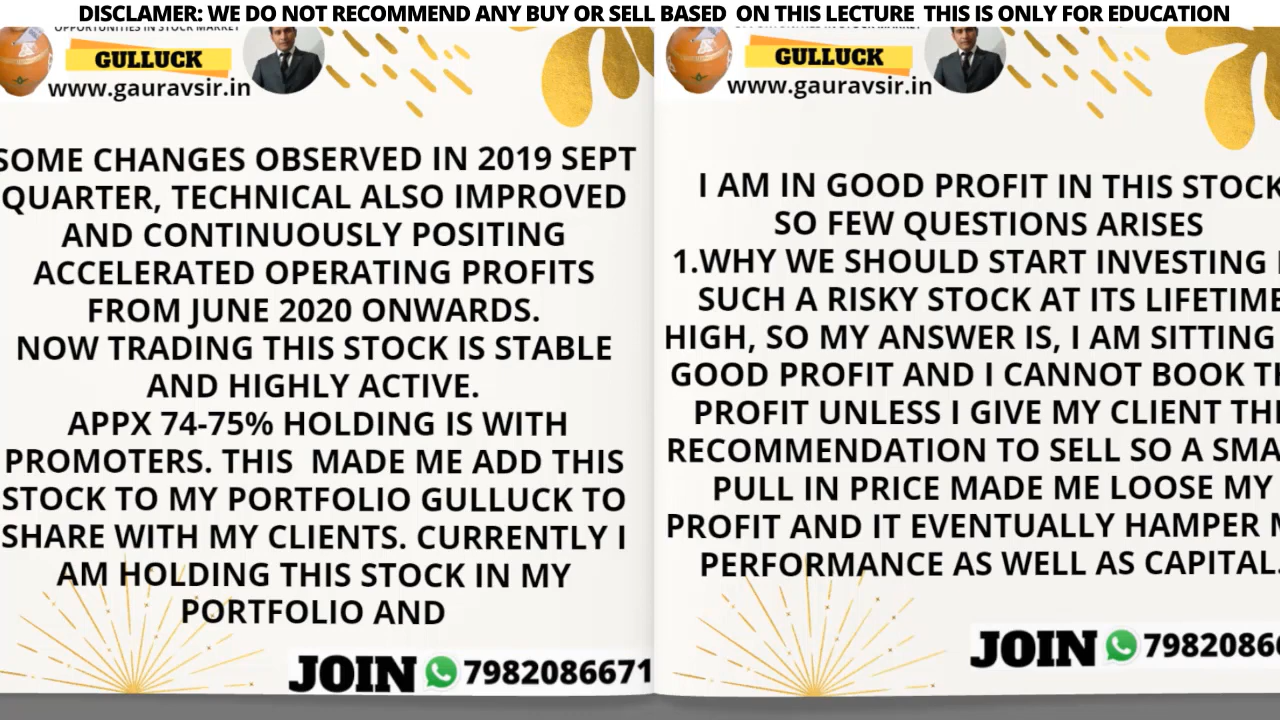 DISCLAMER: WE DO NOT RECOMMEND ANY BUY OR SELL BASED ON THIS LECTURE THIS IS ONLY FOR EDUCATION
GULLUCK
www.gauravsir.in
SOME CHANGES OBSERVED IN 2019 SEPT
QUARTER, TECHNICAL ALSO IMPROVED
AND CONTINUOUSLY POSITING
ACCELERATED OPERATING PROFITS
FROM JUNE 2020 ONWARDS.
NOW TRADING THIS STOCK IS STABLE
AND HIGHLY ACTIVE.
APPX 74-75% HOLDING IS WITH
PROMOTERS. THIS MADE ME ADD THIS
STOCK TO MY PORTFOLIO GULLUCK TO
SHARE WITH MY CLIENTS. CURRENTLY I
AM HOLDING THIS STOCK IN MY
PORTFOLIO AND
JOIN 7982086671
GULLUCK
www.gauravsir.in
I AM IN GOOD PROFIT IN THIS STOCK
SO FEW QUESTIONS ARISES
1.WHY WE SHOULD START INVESTING
SUCH A RISKY STOCK AT ITS LIFETIME
HIGH, SO MY ANSWER IS, I AM SITTING
GOOD PROFIT AND I CANNOT BOOK
PROFIT UNLESS I GIVE MY CLIENT
RECOMMENDATION TO SELL SO A
PULL IN PRICE MADE ME LOOSE MY
PROFIT AND IT EVENTUALLY HAMPER
PERFORMANCE AS WELL AS CAPITAL.
JOIN